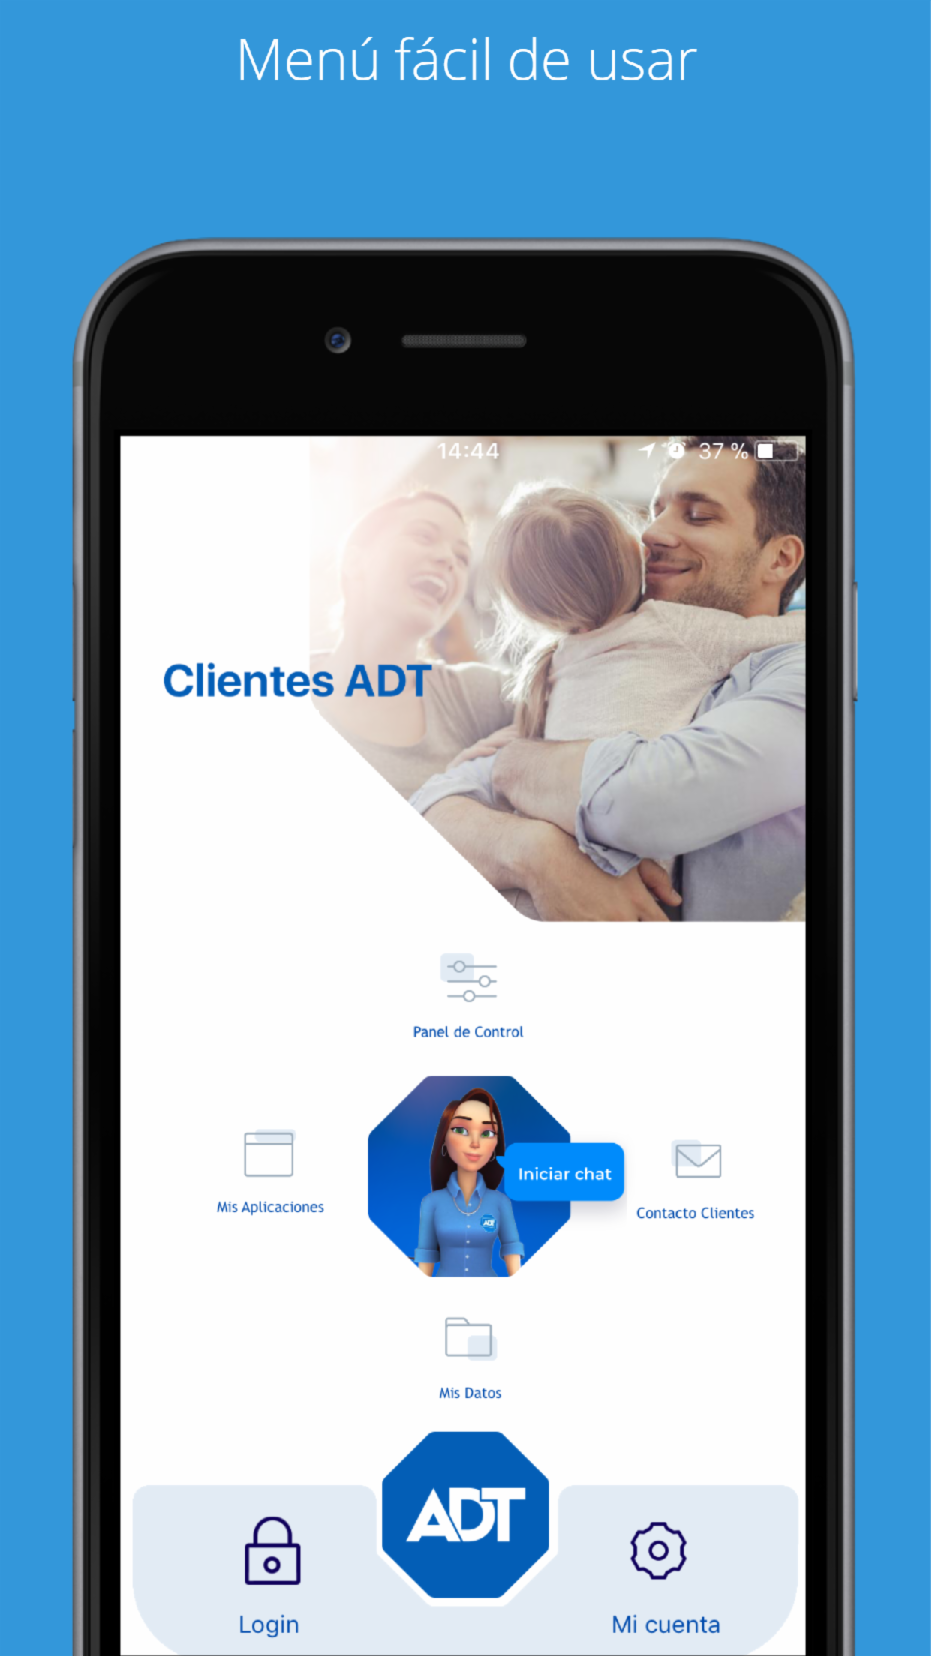 Menú fácil de usar
14:44
37 %
Clientes ADT
Panel de Control
Mis Aplicaciones
Iniciar chat
ADT
Contacto Clientes
Mis Datos
ADT
Login
Mi cuenta